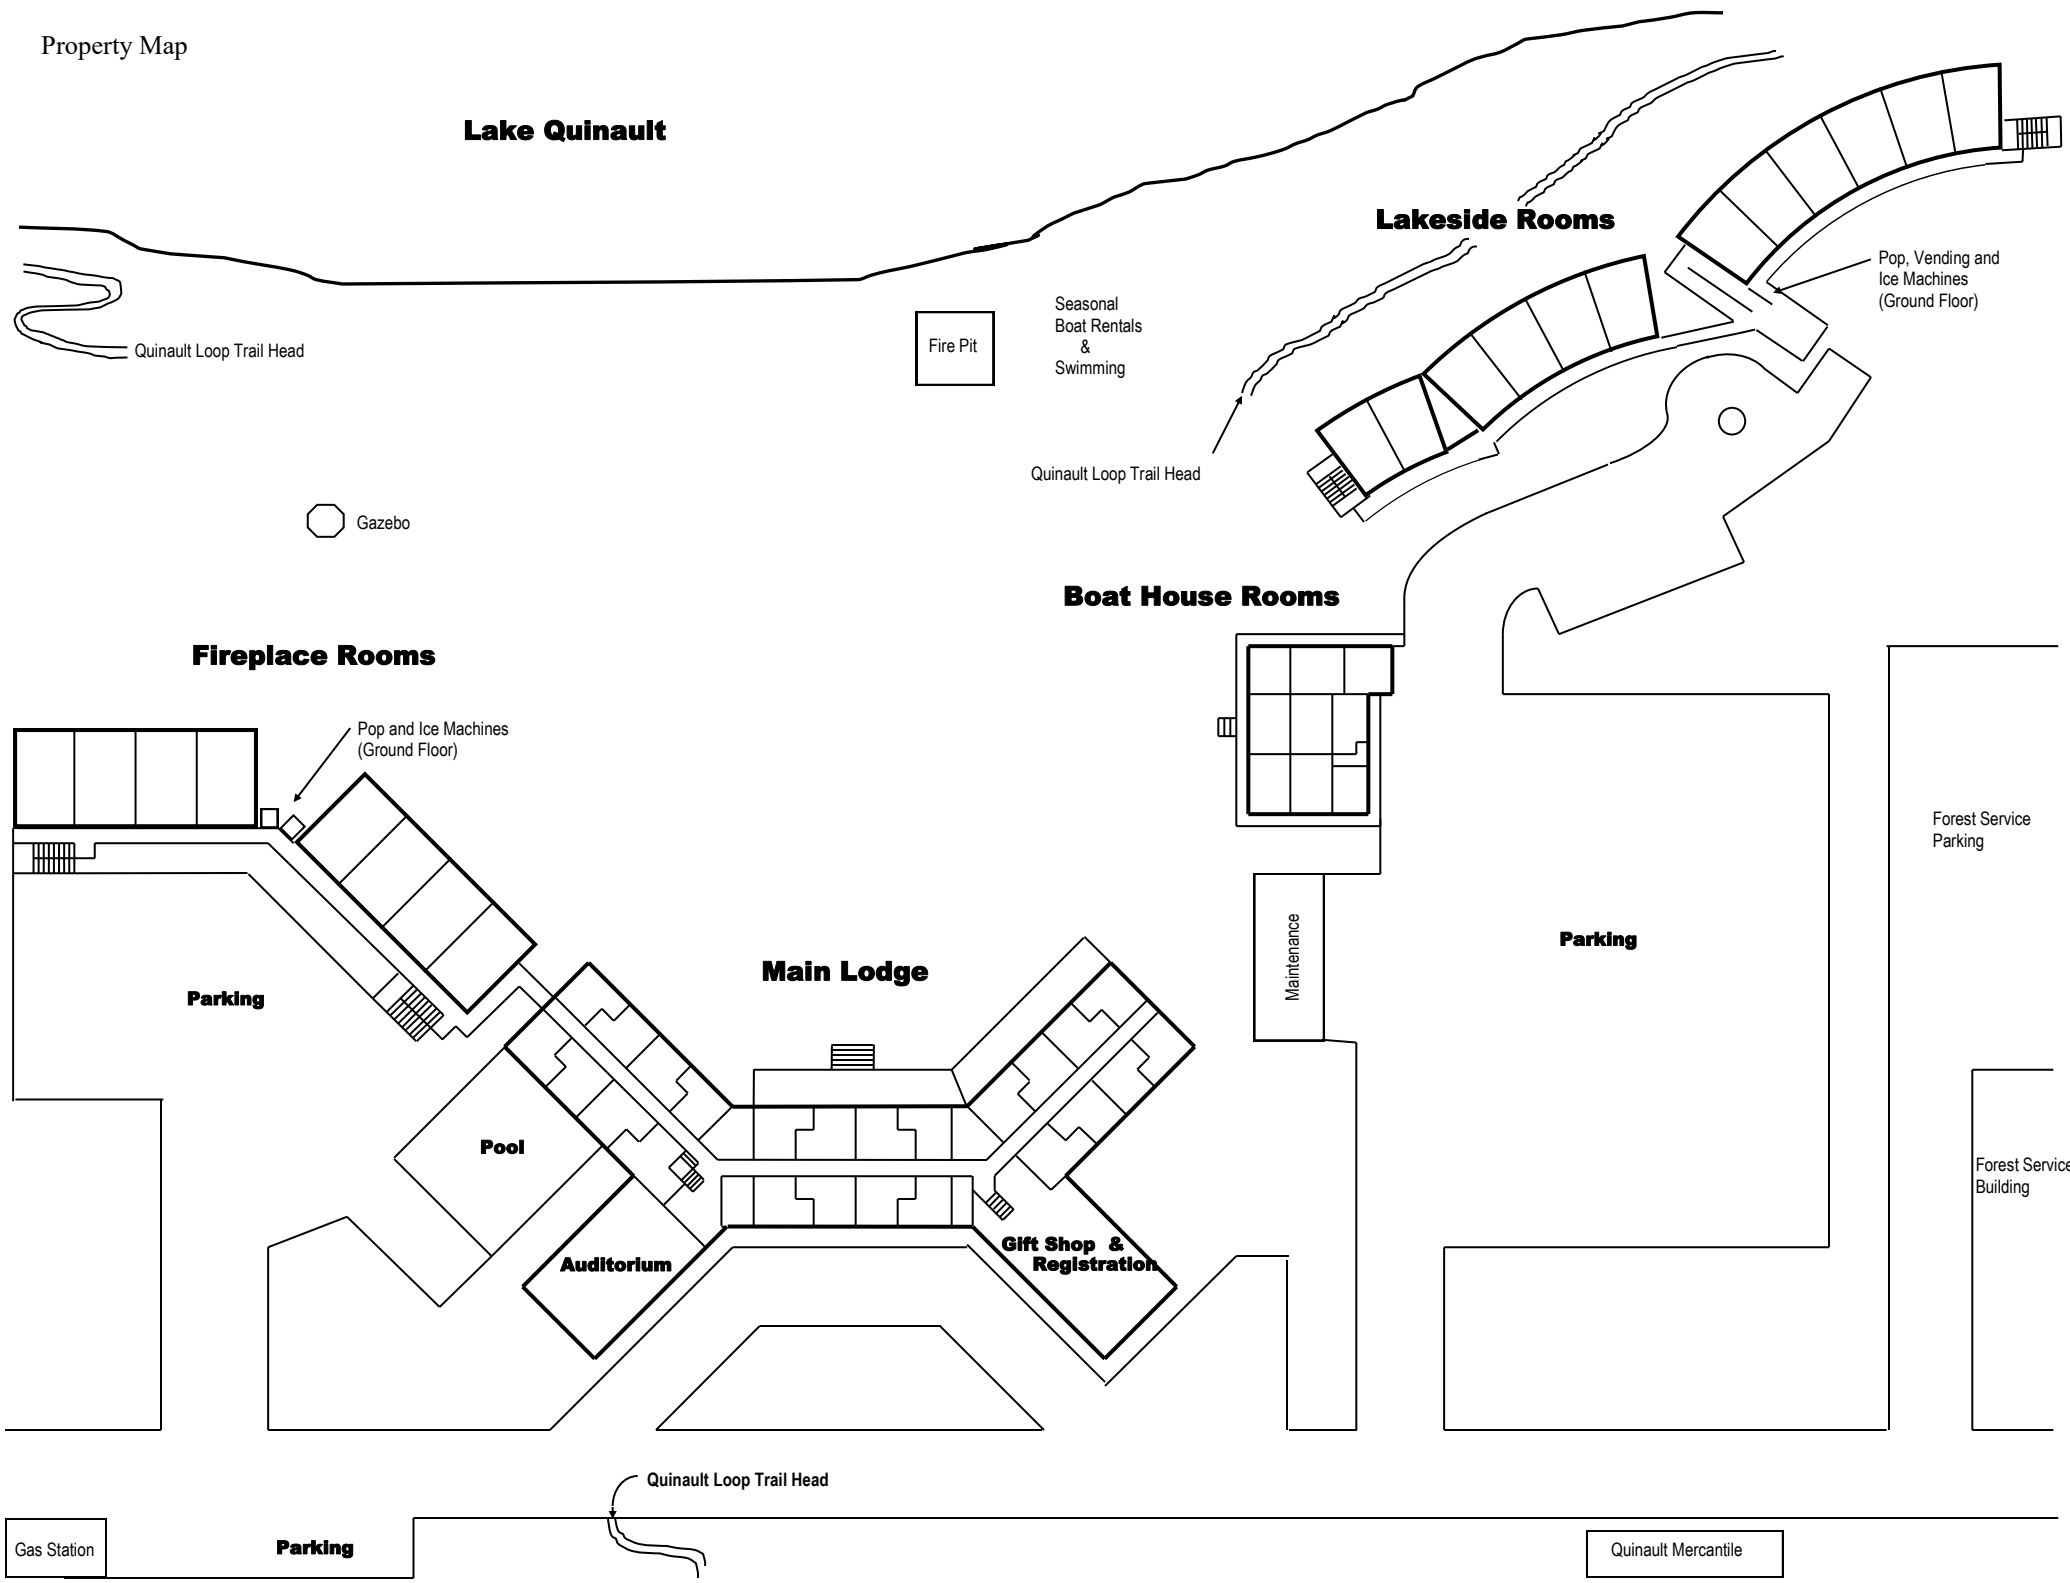 Property Map
Lake Quinault
Lakeside Rooms
Pop, Vending and
Ice Machines
(Ground Floor)
Seasonal
Boat Rentals
&
Swimming
Fire Pit
Quinault Loop Trail Head
Quinault Loop Trail Head
Gazebo
Boat House Rooms
Fireplace Rooms
Pop and Ice Machines
(Ground Floor)
Forest Service
Parking
Maintenance
Parking
Main Lodge
Parking
Pool
Forest Service
Building
Gift Shop &
Registration
Auditorium
Quinault Loop Trail Head
Gas Station
Parking
Quinault Mercantile